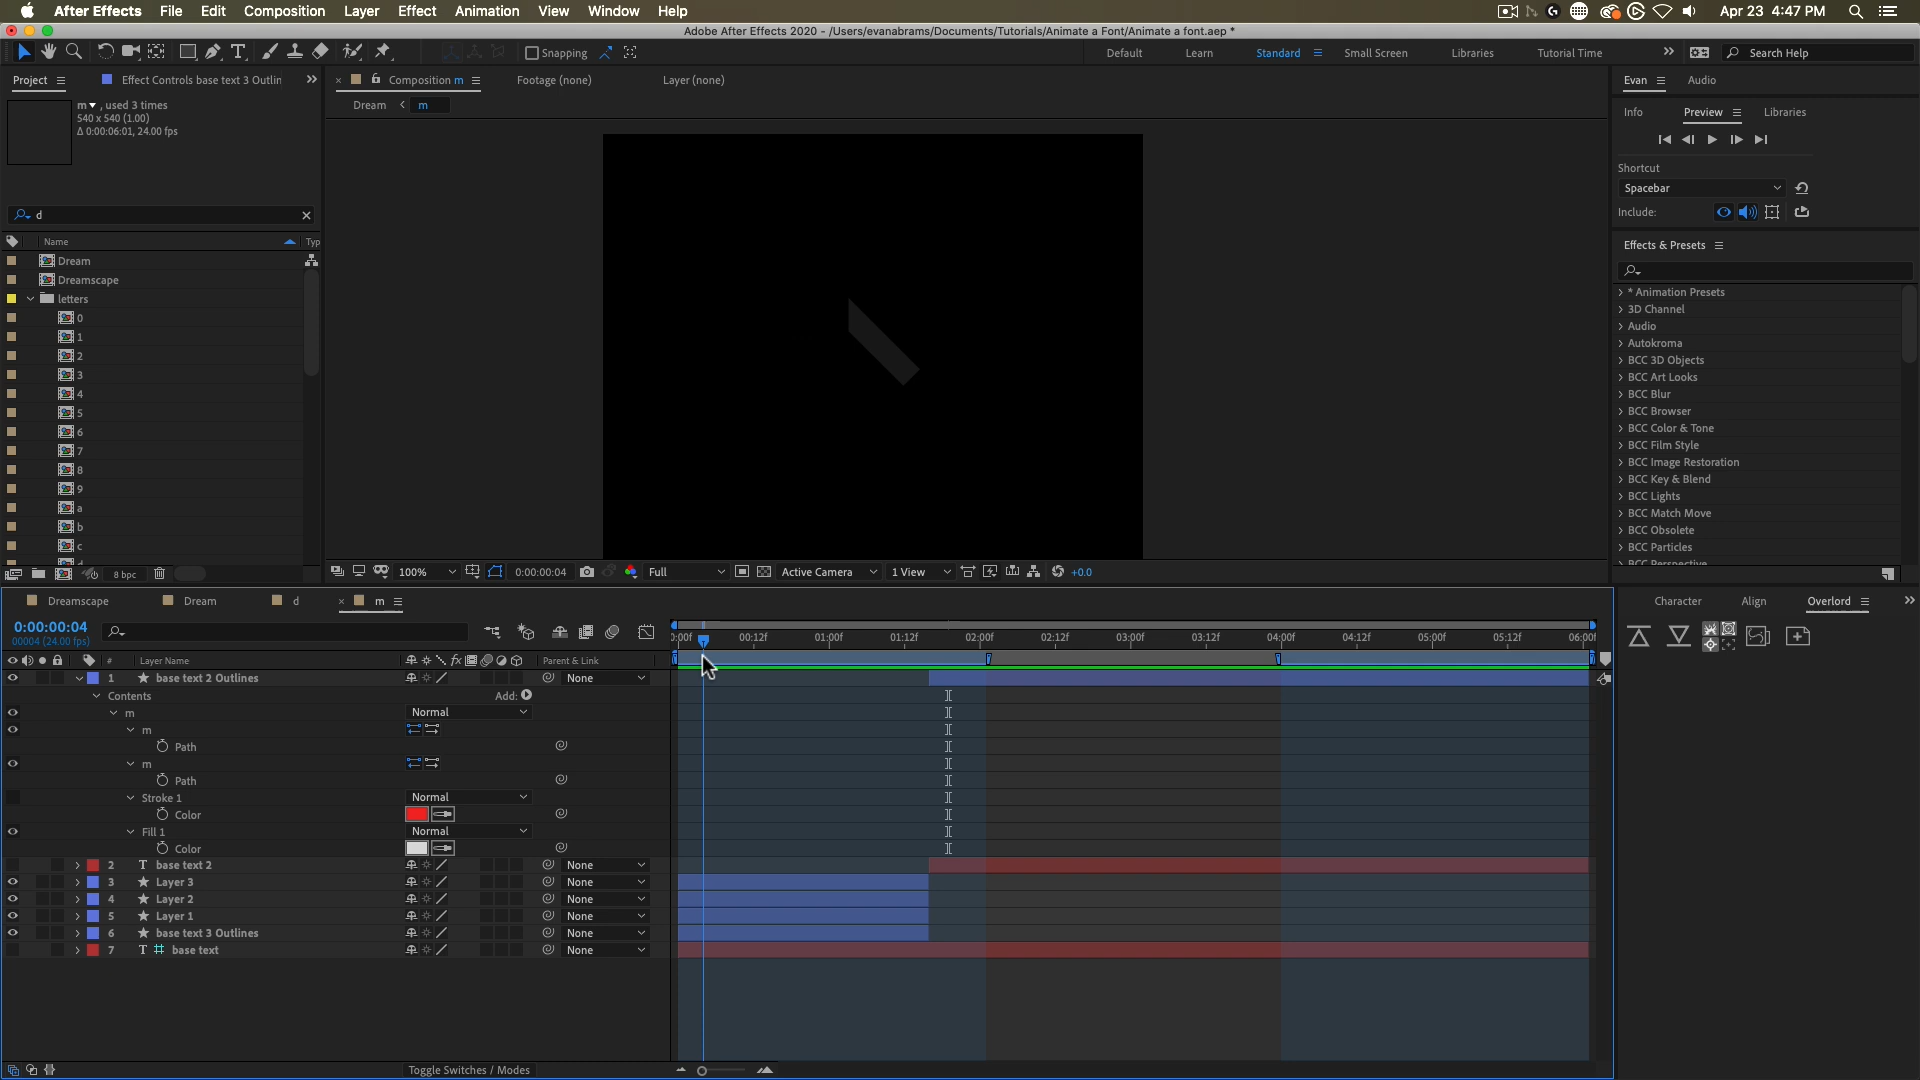 After Effects File Edit Composition Layer Effect Animation View Window Help Apr 23 4:47 PM
Adobe After Effects 2020 - /Users/evanabrams/Documents/Tutorials/Animate a Font/Animate a font.aep *
Snapping Default Learn Standard Small Screen Libraries Tutorial Time Search Help
Project Effect Controls base text 3 Outlin Composition m Footage (none) Layer (none) Evan Audio
Dream m
m , used 3 times
540 x 540 (1.00)
Δ 0:00:06:01, 24.00 fps
Info Preview Libraries
Shortcut
Spacebar
Include:
d
Name Typ
Dream
Dreamscape
letters
0
1
2
3
4
5
6
7
8
9
a
b
c
8 bpc
Effects & Presets
* Animation Presets
3D Channel
Audio
Autokroma
BCC 3D Objects
BCC Art Looks
BCC Blur
BCC Browser
BCC Color & Tone
BCC Film Style
BCC Image Restoration
BCC Key & Blend
BCC Lights
BCC Match Move
BCC Obsolete
BCC Particles
BCC Perspective
100% 0:00:00:04 Full Active Camera 1 View +0.0
Dreamscape Dream d m
Character Align Overlord
0:00:00:04
00004 (24.00 fps)
:00f 00:12f 01:00f 01:12f 02:00f 02:12f 03:00f 03:12f 04:00f 04:12f 05:00f 05:12f 06:00f
# Layer Name fx Parent & Link
1 base text 2 Outlines None
Contents Add:
m Normal
m
Path
m
Path
Stroke 1 Normal
Color
Fill 1 Normal
Color
2 T base text 2 None
3 Layer 3 None
4 Layer 2 None
5 Layer 1 None
6 base text 3 Outlines None
7 T base text None
Toggle Switches / Modes